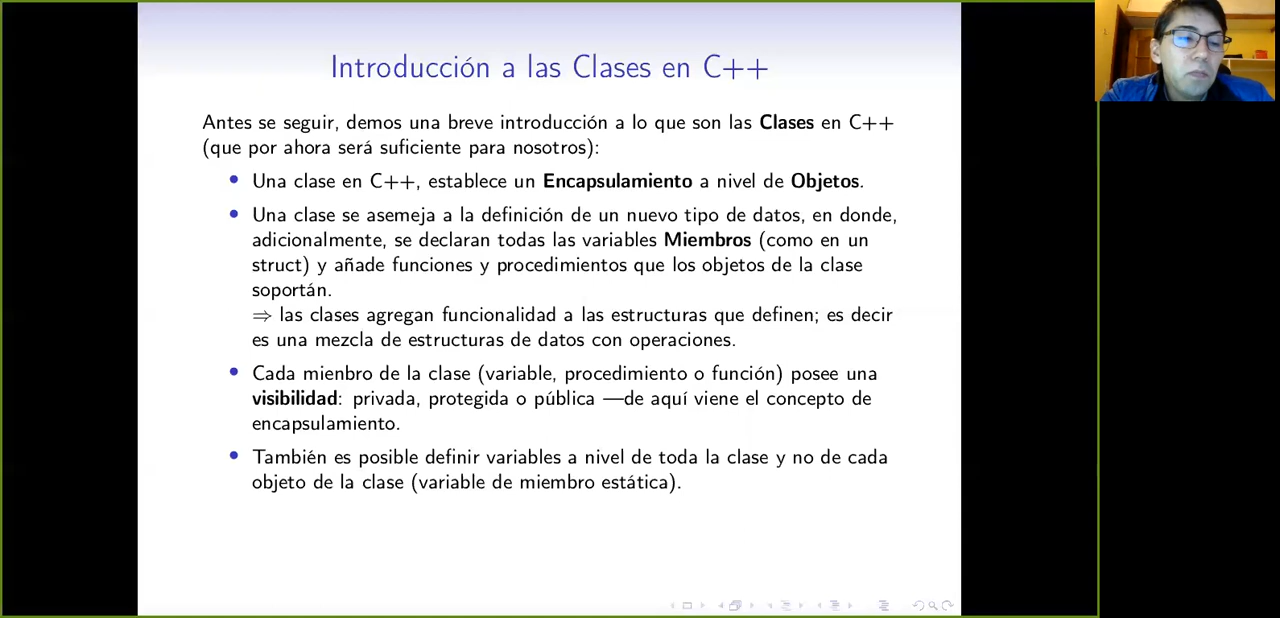 Introducción a las Clases en C++
Antes se seguir, demos una breve introducción a lo que son las Clases en C++
(que por ahora será suficiente para nosotros):
• Una clase en C++, establece un Encapsulamiento a nivel de Objetos.
• Una clase se asemeja a la definición de un nuevo tipo de datos, en donde,
adicionalmente, se declaran todas las variables Miembros (como en un
struct) y añade funciones y procedimientos que los objetos de la clase
soportán.
⇒ las clases agregan funcionalidad a las estructuras que definen; es decir
es una mezcla de estructuras de datos con operaciones.
• Cada mienbro de la clase (variable, procedimiento o función) posee una
visibilidad: privada, protegida o pública —de aquí viene el concepto de
encapsulamiento.
• También es posible definir variables a nivel de toda la clase y no de cada
objeto de la clase (variable de miembro estática).